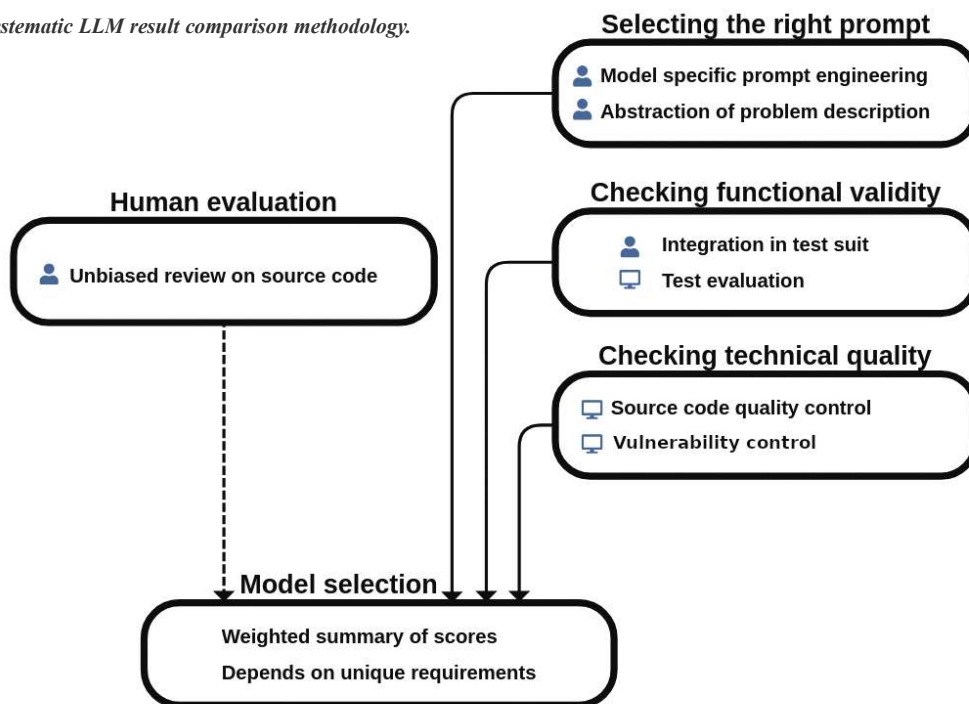 stematic LLM result comparison methodology.
Selecting the right prompt
Model specific prompt engineering
Abstraction of problem description
Human evaluation
Unbiased review on source code
Checking functional validity
Integration in test suit
Test evaluation
Checking technical quality
Source code quality control
Vulnerability control
Model selection
Weighted summary of scores
Depends on unique requirements